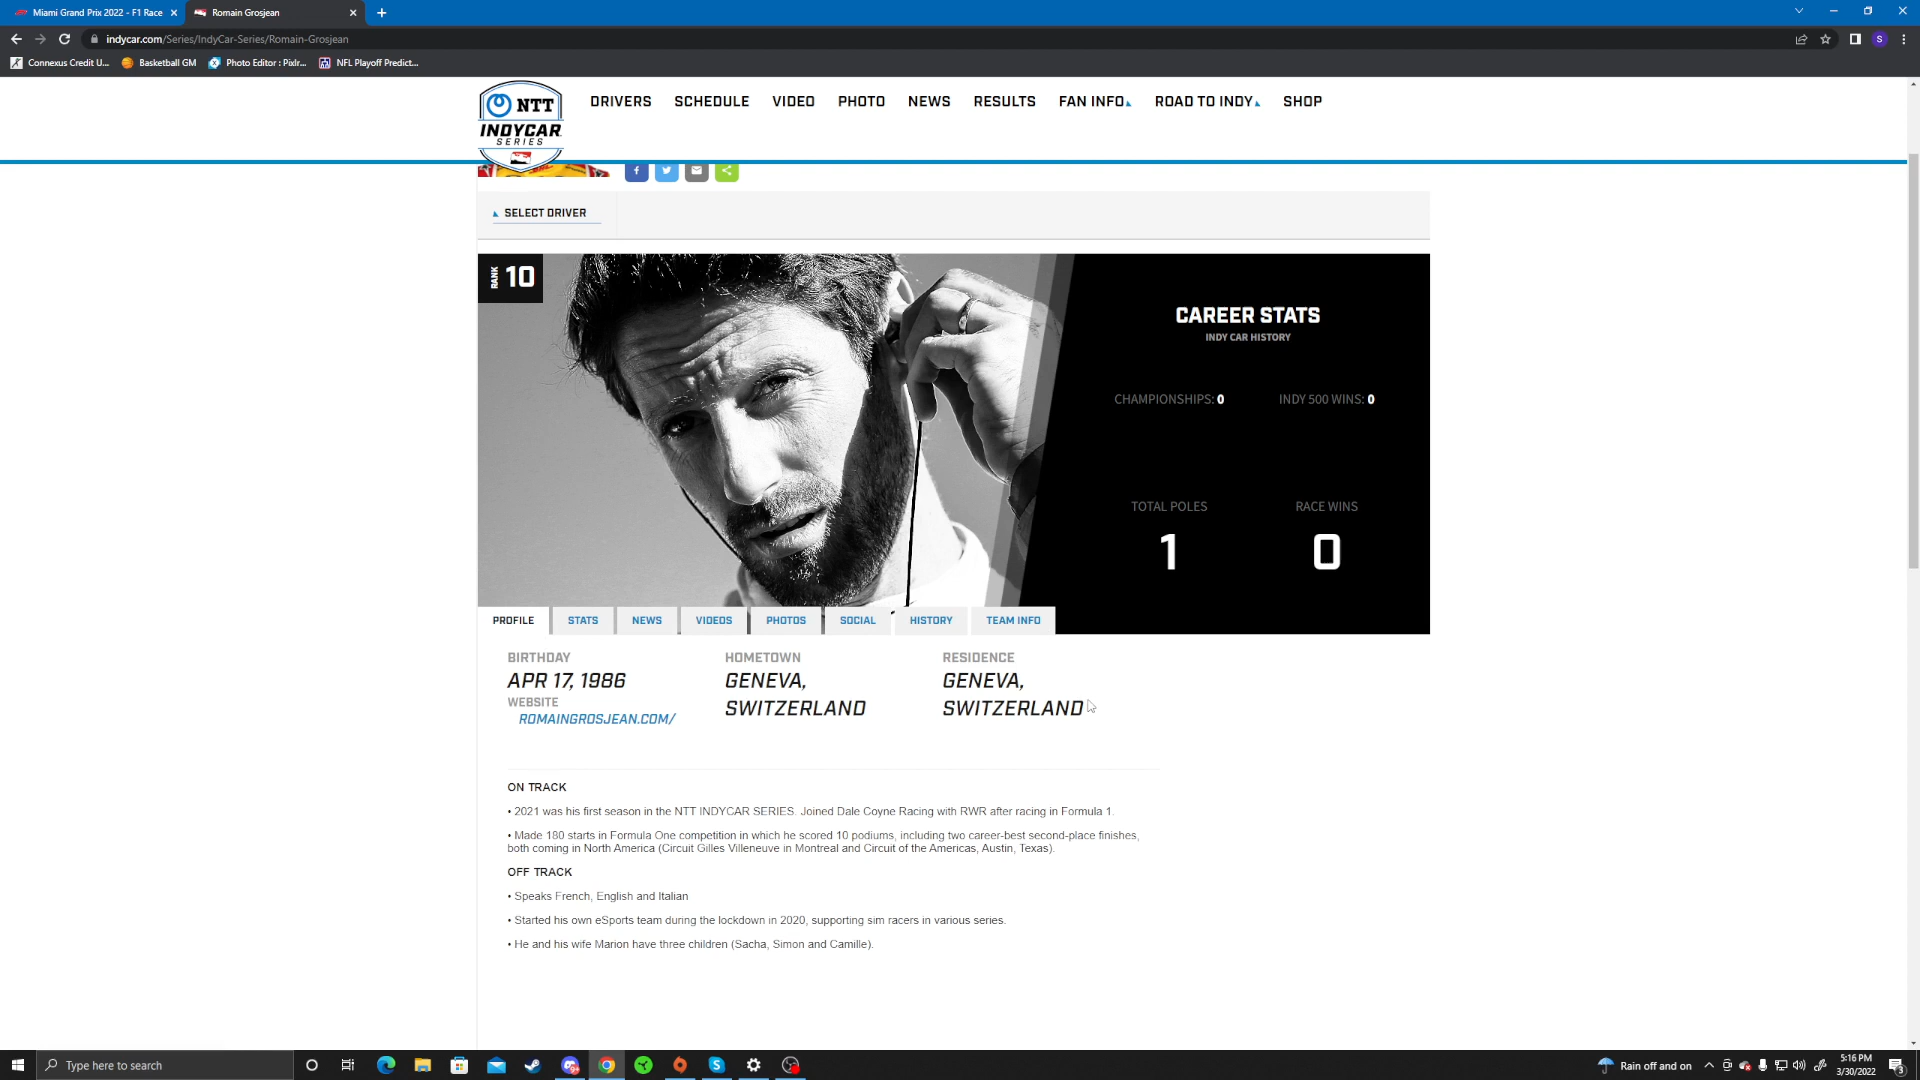 Miami Grand Prix 2022 - F1 Race
Romain Grosjean
indycar.com/Series/IndyCar-Series/Romain-Grosjean
S
Connexus Credit U...
Basketball GM
Photo Editor : Pixlr...
NFL Playoff Predict...
NTT
INDYCAR
SERIES
DRIVERS
SCHEDULE
VIDEO
PHOTO
NEWS
RESULTS
FAN INFO
ROAD TO INDY
SHOP
SELECT DRIVER
RANK
10
CAREER STATS
INDY CAR HISTORY
CHAMPIONSHIPS: 0
INDY 500 WINS: 0
TOTAL POLES
RACE WINS
1
0
PROFILE
STATS
NEWS
VIDEOS
PHOTOS
SOCIAL
HISTORY
TEAM INFO
BIRTHDAY
APR 17, 1986
WEBSITE
ROMAINGROSJEAN.COM/
HOMETOWN
GENEVA,
SWITZERLAND
RESIDENCE
GENEVA,
SWITZERLAND
ON TRACK
• 2021 was his first season in the NTT INDYCAR SERIES. Joined Dale Coyne Racing with RWR after racing in Formula 1.
• Made 180 starts in Formula One competition in which he scored 10 podiums, including two career-best second-place finishes,
both coming in North America (Circuit Gilles Villeneuve in Montreal and Circuit of the Americas, Austin, Texas).
OFF TRACK
• Speaks French, English and Italian
• Started his own eSports team during the lockdown in 2020, supporting sim racers in various series.
• He and his wife Marion have three children (Sacha, Simon and Camille).
Type here to search
Rain off and on
5:16 PM
3/30/2022
3